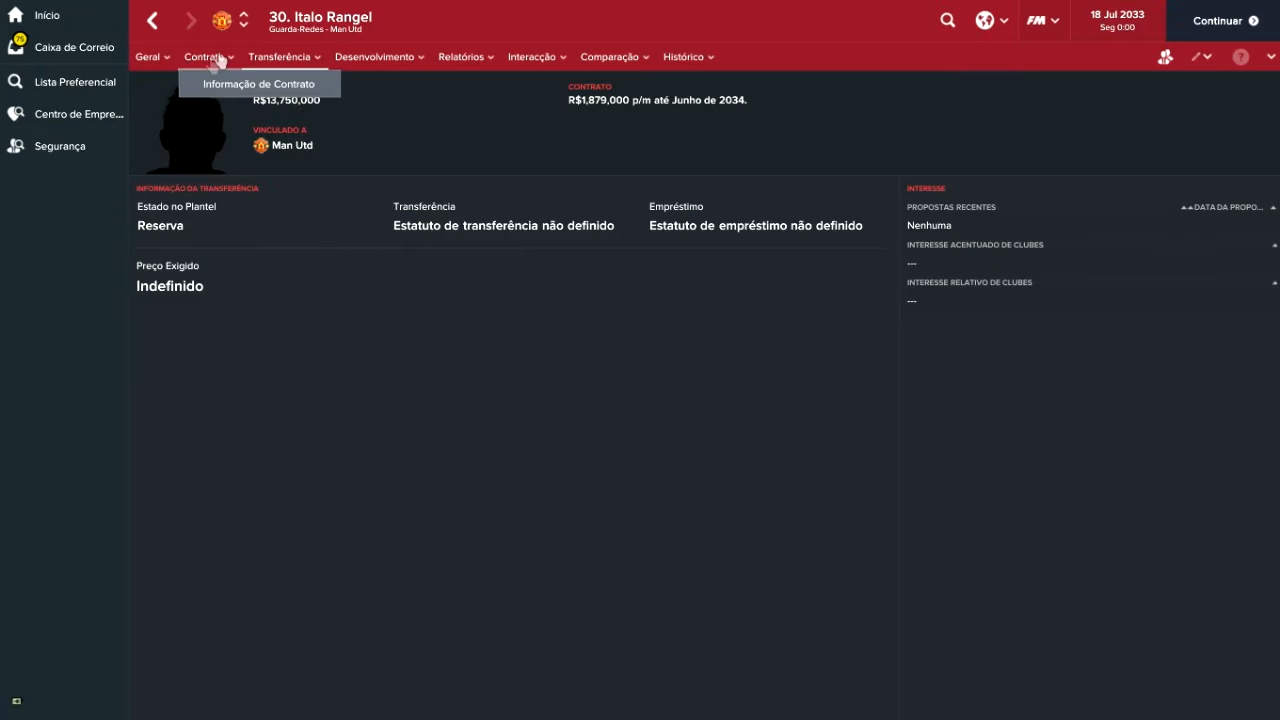 Início
75
Caixa de Correio
Lista Preferencial
Centro de Empre...
Segurança
30. Italo Rangel
Guarda-Redes - Man Utd
FM
18 Jul 2033
Seg 0:00
Continuar
Geral
Contrato
Transferência
Desenvolvimento
Relatórios
Interacção
Comparação
Histórico
?
Informação de Contrato
R$13,750,000
CONTRATO
R$1,879,000 p/m até Junho de 2034.
VINCULADO A
Man Utd
INFORMAÇÃO DA TRANSFERÊNCIA
Estado no Plantel
Reserva
Transferência
Estatuto de transferência não definido
Empréstimo
Estatuto de empréstimo não definido
Preço Exigido
Indefinido
INTERESSE
PROPOSTAS RECENTES
DATA DA PROPO...
Nenhuma
INTERESSE ACENTUADO DE CLUBES
---
INTERESSE RELATIVO DE CLUBES
---